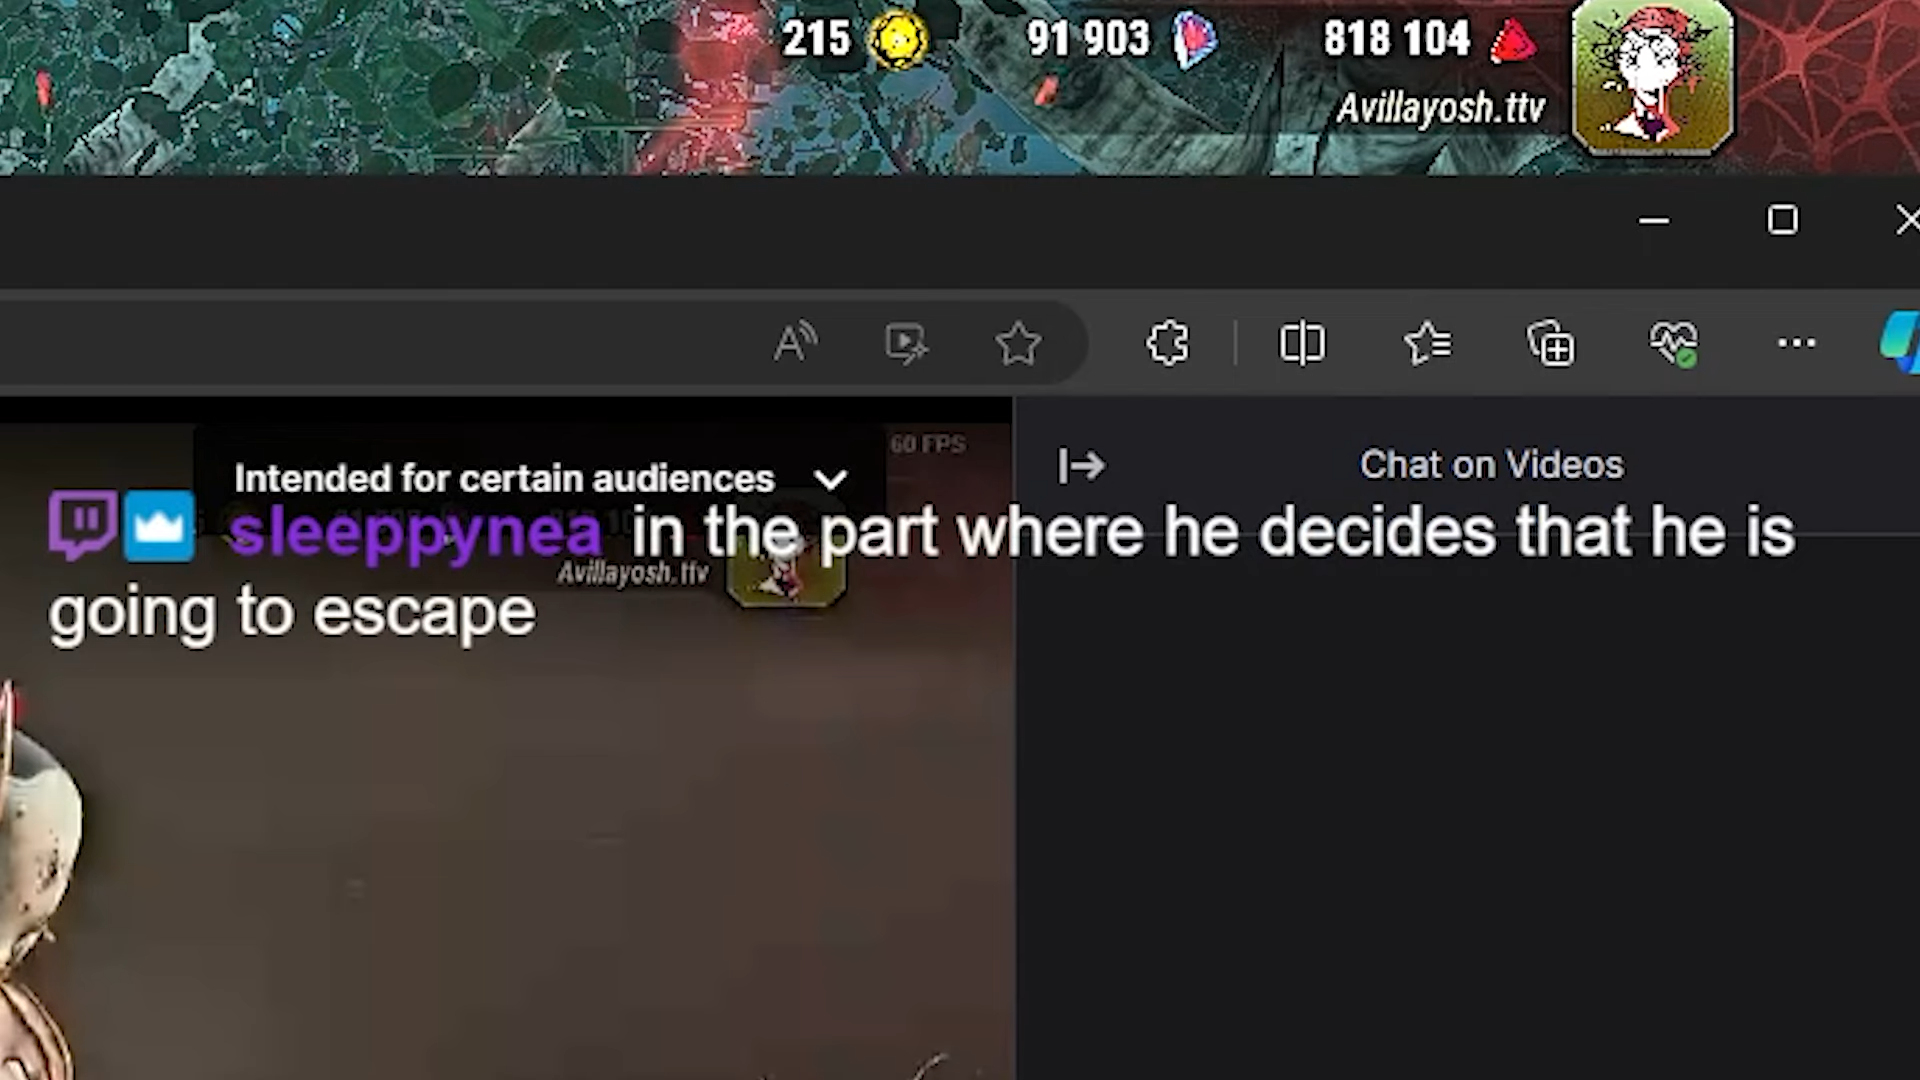 215 91 903 818 104
Avillayosh.ttv
60 FPS
Intended for certain audiences
Chat on Videos
sleeppynea in the part where he decides that he is
going to escape
Avillayosh.ttv